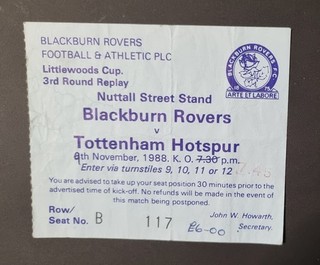 BLACKBURN ROVERS
FOOTBALL & ATHLETIC PLC
Littlewoods Cup.
3rd Round Replay
BLACKBURN ROVERS F.C.
ARTE ET LABORE
Nuttall Street Stand
Blackburn Rovers
v
Tottenham Hotspur
8th November, 1988. K. O. 7.30 p.m.
Enter via turnstiles 9, 10, 11 or 12
You are advised to take up your seat position 30 minutes prior to the
advertised time of kick-off. No refunds will be made in the event of
this match being postponed.
Row/
Seat No. B 117 £6-00
John W. Howarth,
Secretary.